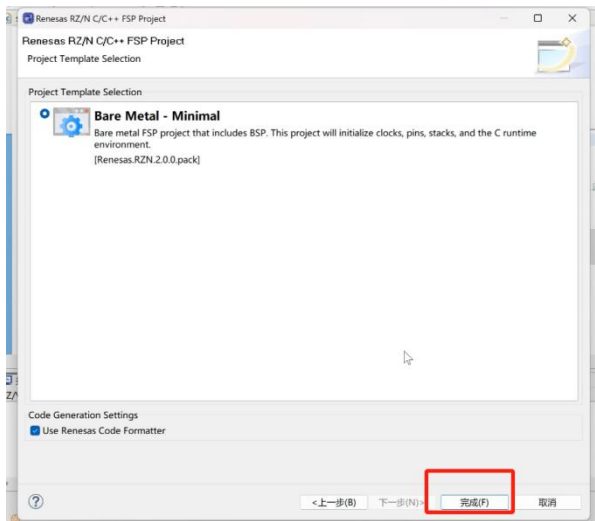 Renesas RZ/N C/C++ FSP Project
Renesas RZ/N C/C++ FSP Project
Project Template Selection
Project Template Selection
Bare Metal - Minimal
Bare metal FSP project that includes BSP. This project will initialize clocks, pins, stacks, and the C runtime
environment.
[Renesas.RZN.2.0.0.pack]
Code Generation Settings
Use Renesas Code Formatter
<上一步(B) 下一步(N)> 完成(F) 取消